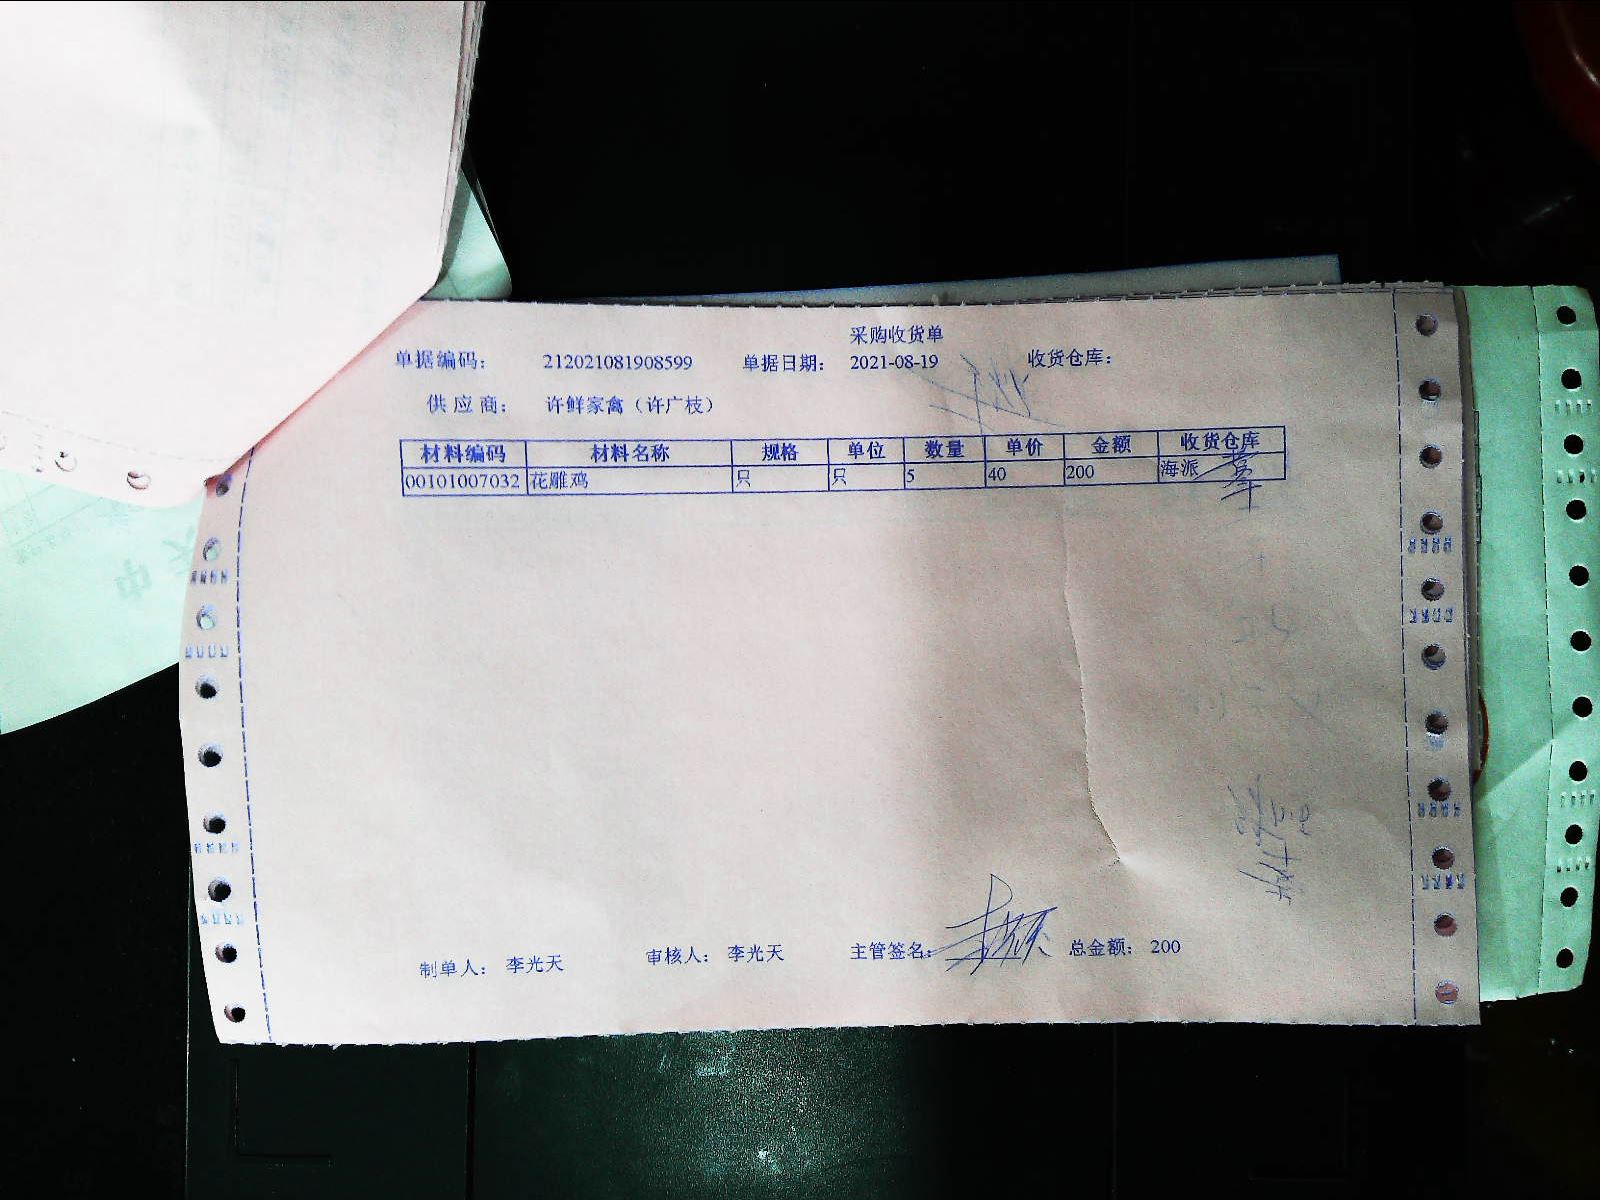 采购收货单
单据编码： 212021081908599 单据日期： 2021-08-19 收货仓库：
供应商： 许鲜家禽（许广枝）
材料编码 材料名称 规格 单位 数量 单价 金额 收货仓库
00101007032 花雕鸡 只 只 5 40 200 海派
制单人： 李光天 审核人： 李光天 主管签名： 总金额： 200